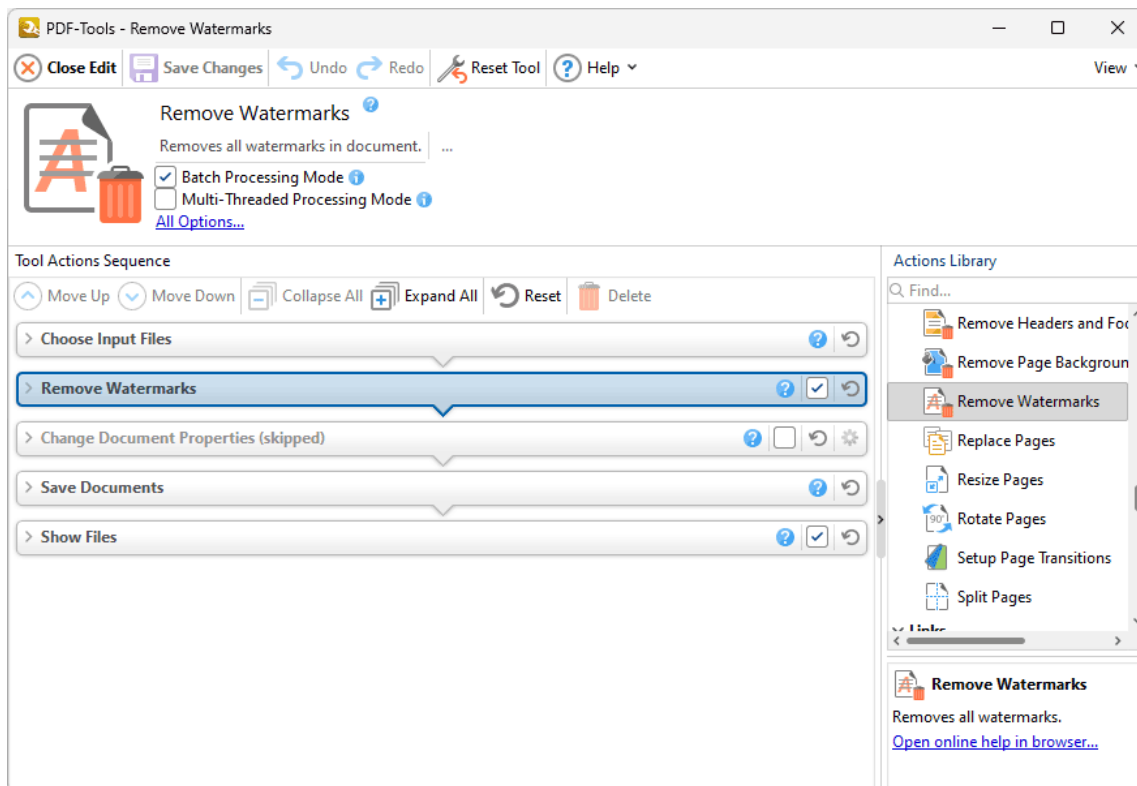 PDF-Tools - Remove Watermarks
Close Edit Save Changes Undo Redo Reset Tool ? Help View
Remove Watermarks ?
Removes all watermarks in document. ...
Batch Processing Mode i
Multi-Threaded Processing Mode i
All Options...
Tool Actions Sequence
Move Up Move Down Collapse All Expand All Reset Delete
Choose Input Files ?
Remove Watermarks ?
Change Document Properties (skipped) ?
Save Documents ?
Show Files ?
Actions Library
Find...
Remove Headers and Foo
Remove Page Backgroun
Remove Watermarks
Replace Pages
Resize Pages
90° Rotate Pages
Setup Page Transitions
Split Pages
Links
Remove Watermarks
Removes all watermarks.
Open online help in browser...